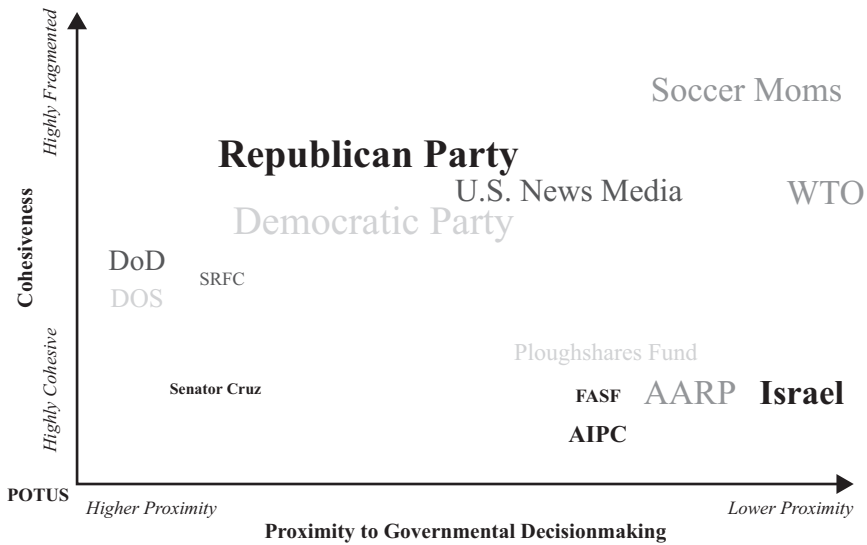 Highly Fragmented
Cohesiveness
Highly Cohesive
Soccer Moms
Republican Party
U.S. News Media
WTO
Democratic Party
DoD
SRFC
DOS
Ploughshares Fund
Senator Cruz
FASF
AARP
Israel
AIPC
POTUS
Higher Proximity
Lower Proximity
Proximity to Governmental Decisionmaking